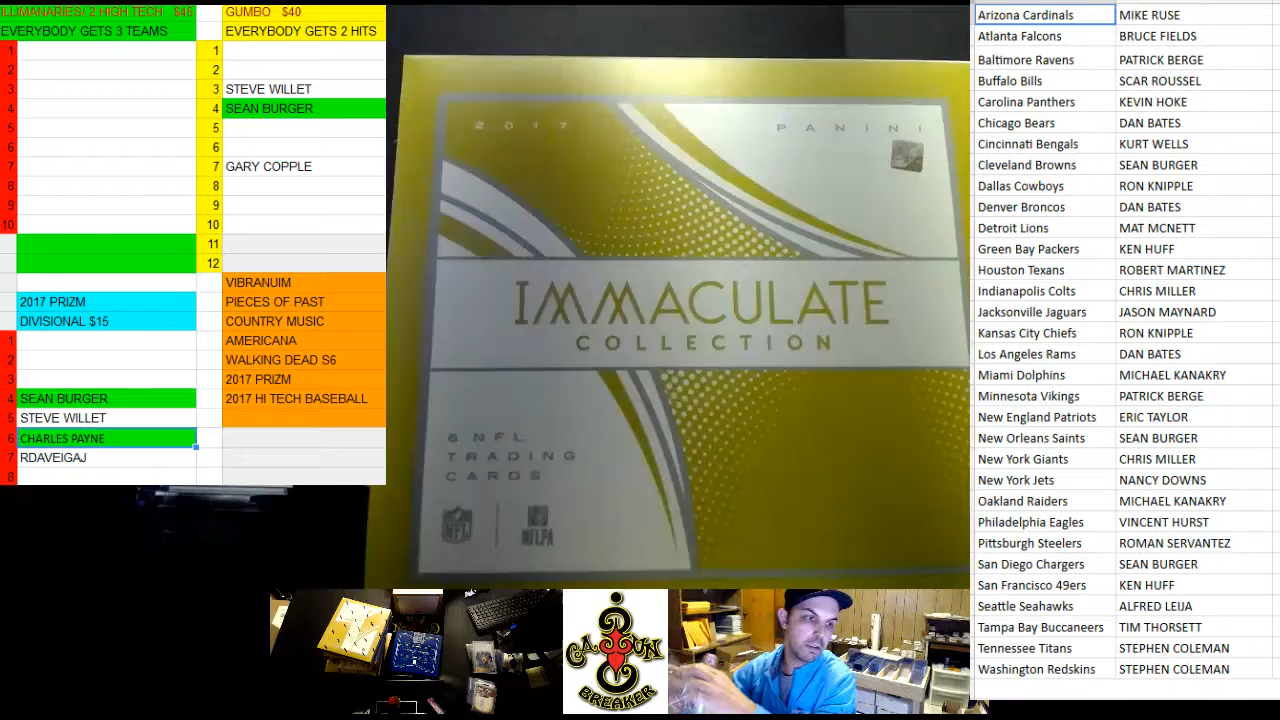 ILLIMANARIES/ 2 HIGH TECH $45
EVERYBODY GETS 3 TEAMS
1
2
3
4
5
6
7
8
9
10
2017 PRIZM
DIVISIONAL $15
1
2
3
4 SEAN BURGER
5 STEVE WILLET
6 CHARLES PAYNE
7 RDAVEIGAJ
8
GUMBO $40
EVERYBODY GETS 2 HITS
1
2
3 STEVE WILLET
4 SEAN BURGER
5
6
7 GARY COPPLE
8
9
10
11
12
VIBRANUIM
PIECES OF PAST
COUNTRY MUSIC
AMERICANA
WALKING DEAD S6
2017 PRIZM
2017 HI TECH BASEBALL
2017 PANINI
IMMACULATE
COLLECTION
6 NFL
TRADING
CARDS
NFL
NFLPA
CAJUN
BREAKER
Arizona Cardinals MIKE RUSE
Atlanta Falcons BRUCE FIELDS
Baltimore Ravens PATRICK BERGE
Buffalo Bills SCAR ROUSSEL
Carolina Panthers KEVIN HOKE
Chicago Bears DAN BATES
Cincinnati Bengals KURT WELLS
Cleveland Browns SEAN BURGER
Dallas Cowboys RON KNIPPLE
Denver Broncos DAN BATES
Detroit Lions MAT MCNETT
Green Bay Packers KEN HUFF
Houston Texans ROBERT MARTINEZ
Indianapolis Colts CHRIS MILLER
Jacksonville Jaguars JASON MAYNARD
Kansas City Chiefs RON KNIPPLE
Los Angeles Rams DAN BATES
Miami Dolphins MICHAEL KANAKRY
Minnesota Vikings PATRICK BERGE
New England Patriots ERIC TAYLOR
New Orleans Saints SEAN BURGER
New York Giants CHRIS MILLER
New York Jets NANCY DOWNS
Oakland Raiders MICHAEL KANAKRY
Philadelphia Eagles VINCENT HURST
Pittsburgh Steelers ROMAN SERVANTEZ
San Diego Chargers SEAN BURGER
San Francisco 49ers KEN HUFF
Seattle Seahawks ALFRED LEIJA
Tampa Bay Buccaneers TIM THORSETT
Tennessee Titans STEPHEN COLEMAN
Washington Redskins STEPHEN COLEMAN